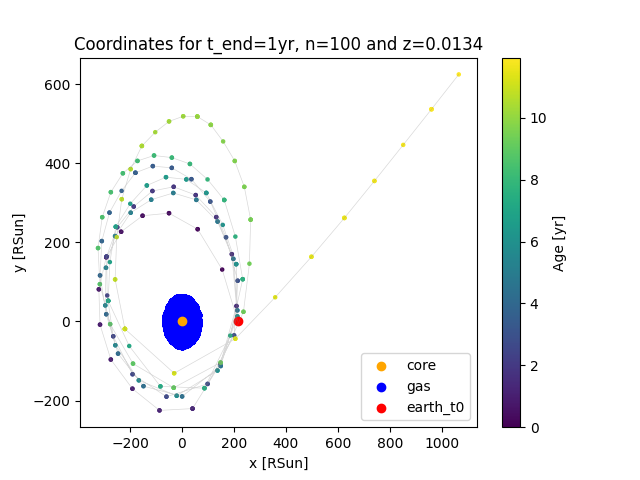 Coordinates for t_end=1yr, n=100 and z=0.0134
600
400
200
0
−200
y [RSun]
−200
0
200
400
600
800
1000
x [RSun]
core
gas
earth_t0
10
8
6
4
2
0
Age [yr]